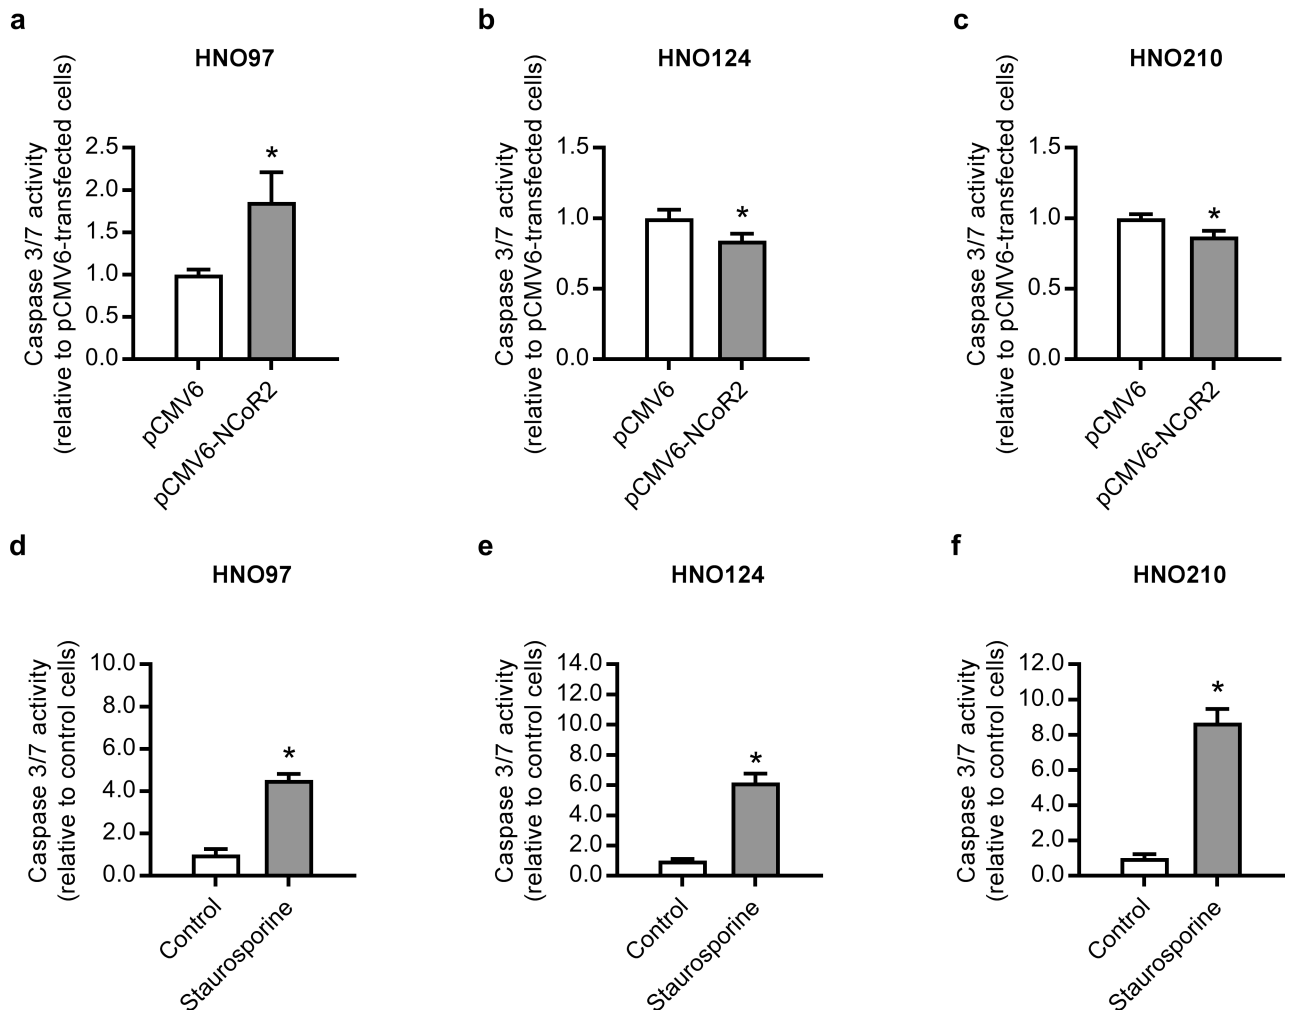 a
HNO97
Caspase 3/7 activity
(relative to pCMV6-transfected cells)
2.5
2.0
1.5
1.0
0.5
0.0
*
pCMV6
pCMV6-NCoR2
b
HNO124
Caspase 3/7 activity
(relative to pCMV6-transfected cells)
1.5
1.0
0.5
0.0
*
pCMV6
pCMV6-NCoR2
c
HNO210
Caspase 3/7 activity
(relative to pCMV6-transfected cells)
1.5
1.0
0.5
0.0
*
pCMV6
pCMV6-NCoR2
d
HNO97
Caspase 3/7 activity
(relative to control cells)
10.0
8.0
6.0
4.0
2.0
0.0
*
Control
Staurosporine
e
HNO124
Caspase 3/7 activity
(relative to control cells)
14.0
12.0
10.0
8.0
6.0
4.0
2.0
0.0
*
Control
Staurosporine
f
HNO210
Caspase 3/7 activity
(relative to control cells)
12.0
10.0
8.0
6.0
4.0
2.0
0.0
*
Control
Staurosporine